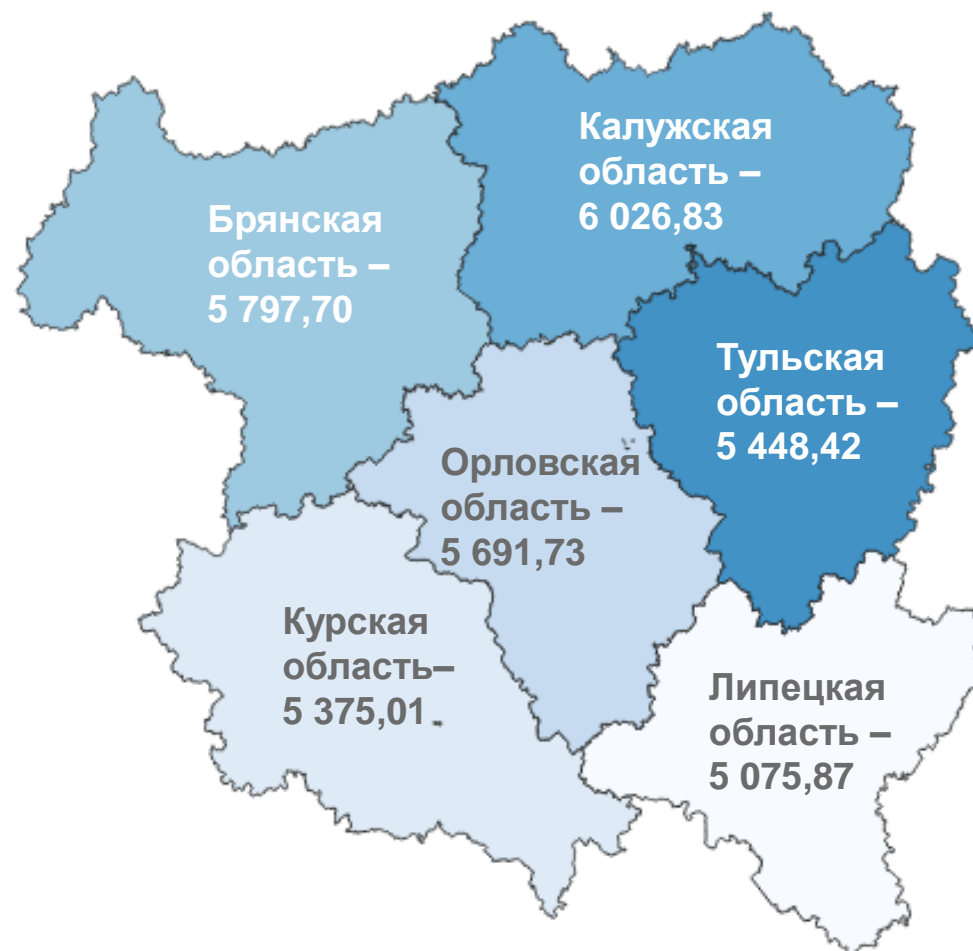 Калужская
область –
6 026,83
Брянская
область –
5 797,70
Тульская
область –
5 448,42
Орловская
область –
5 691,73
Курская
область–
5 375,01
Липецкая
область –
5 075,87